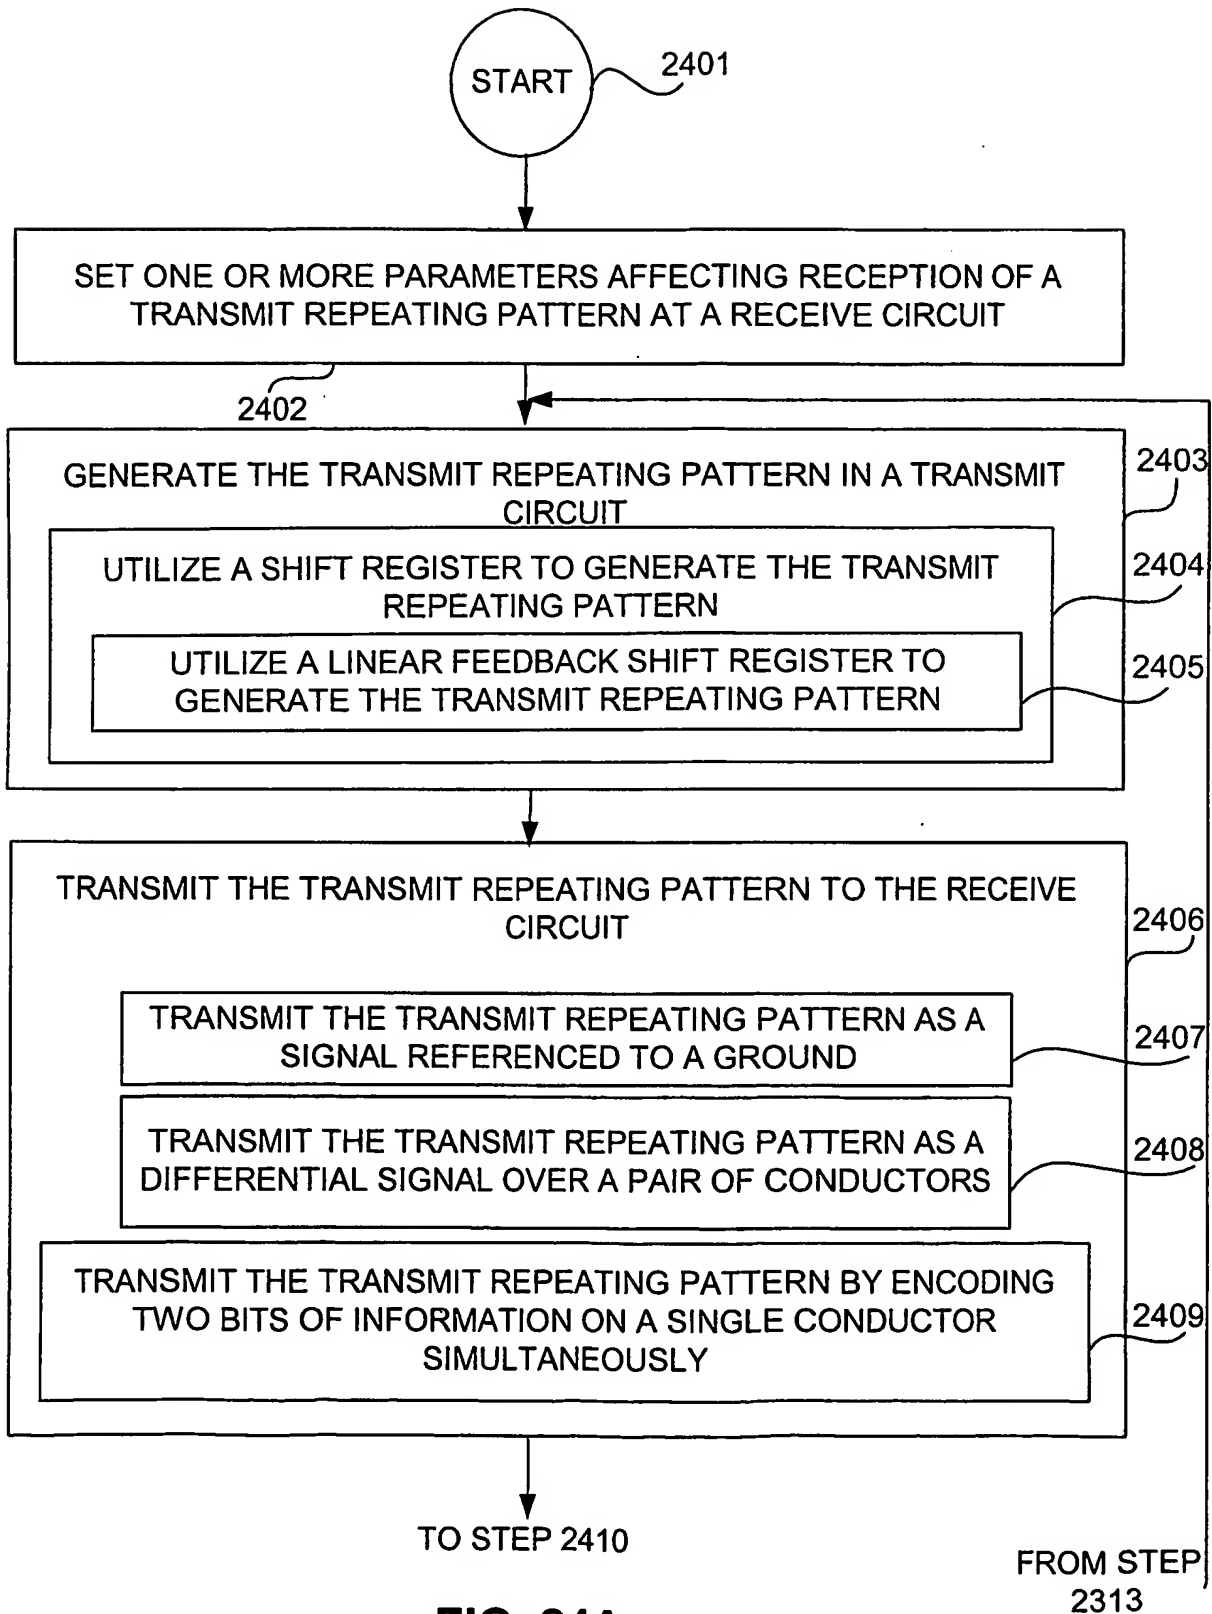 START
2401
SET ONE OR MORE PARAMETERS AFFECTING RECEPTION OF A
TRANSMIT REPEATING PATTERN AT A RECEIVE CIRCUIT
2402
GENERATE THE TRANSMIT REPEATING PATTERN IN A TRANSMIT
CIRCUIT
2403
UTILIZE A SHIFT REGISTER TO GENERATE THE TRANSMIT
REPEATING PATTERN
2404
UTILIZE A LINEAR FEEDBACK SHIFT REGISTER TO
GENERATE THE TRANSMIT REPEATING PATTERN
2405
TRANSMIT THE TRANSMIT REPEATING PATTERN TO THE RECEIVE
CIRCUIT
2406
TRANSMIT THE TRANSMIT REPEATING PATTERN AS A
SIGNAL REFERENCED TO A GROUND
2407
TRANSMIT THE TRANSMIT REPEATING PATTERN AS A
DIFFERENTIAL SIGNAL OVER A PAIR OF CONDUCTORS
2408
TRANSMIT THE TRANSMIT REPEATING PATTERN BY ENCODING
TWO BITS OF INFORMATION ON A SINGLE CONDUCTOR
SIMULTANEOUSLY
2409
TO STEP 2410
FROM STEP
2313
FIG. 24A